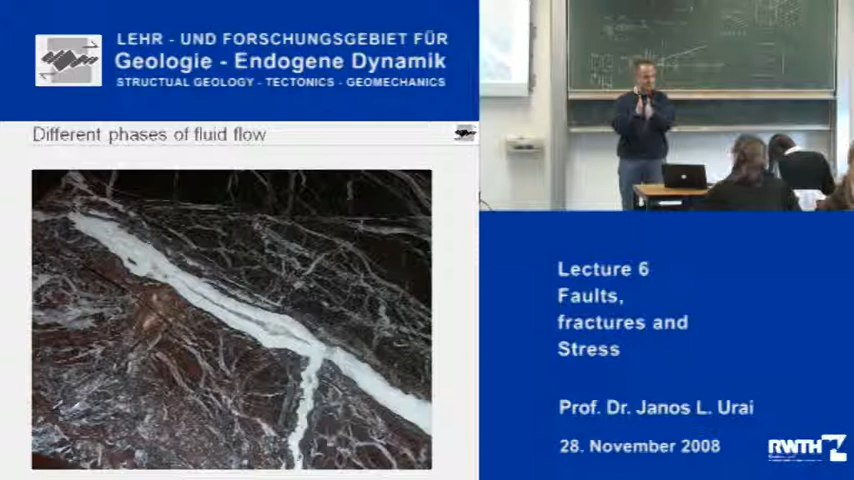 LEHR - UND FORSCHUNGSGEBIET FÜR
Geologie - Endogene Dynamik
STRUCTUAL GEOLOGY - TECTONICS - GEOMECHANICS
Different phases of fluid flow
Lecture 6
Faults,
fractures and
Stress
Prof. Dr. Janos L. Urai
28. November 2008
RWTH